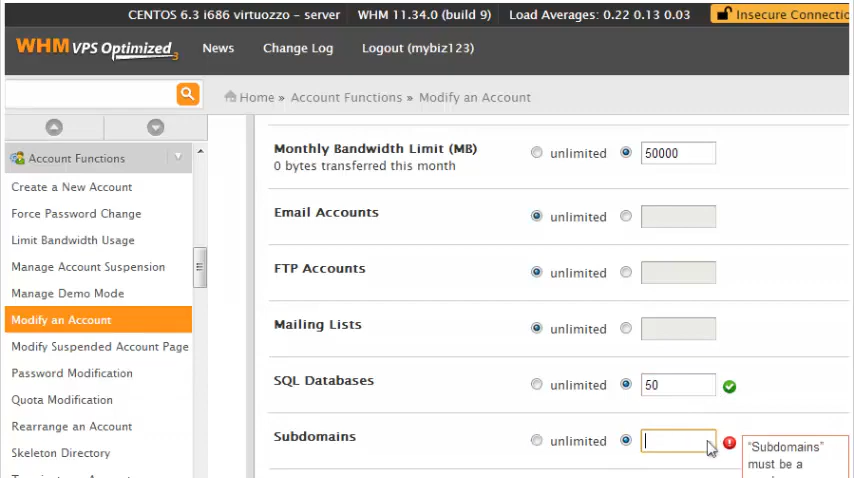 CENTOS 6.3 i686 virtuozzo – server WHM 11.34.0 (build 9) Load Averages: 0.22 0.13 0.03 Insecure Connectio
WHM VPS Optimized 3 News Change Log Logout (mybiz123)
Home » Account Functions » Modify an Account
Account Functions
Create a New Account
Force Password Change
Limit Bandwidth Usage
Manage Account Suspension
Manage Demo Mode
Modify an Account
Modify Suspended Account Page
Password Modification
Quota Modification
Rearrange an Account
Skeleton Directory
Monthly Bandwidth Limit (MB) unlimited 50000
0 bytes transferred this month
Email Accounts unlimited
FTP Accounts unlimited
Mailing Lists unlimited
SQL Databases unlimited 50
Subdomains unlimited
"Subdomains"
must be a